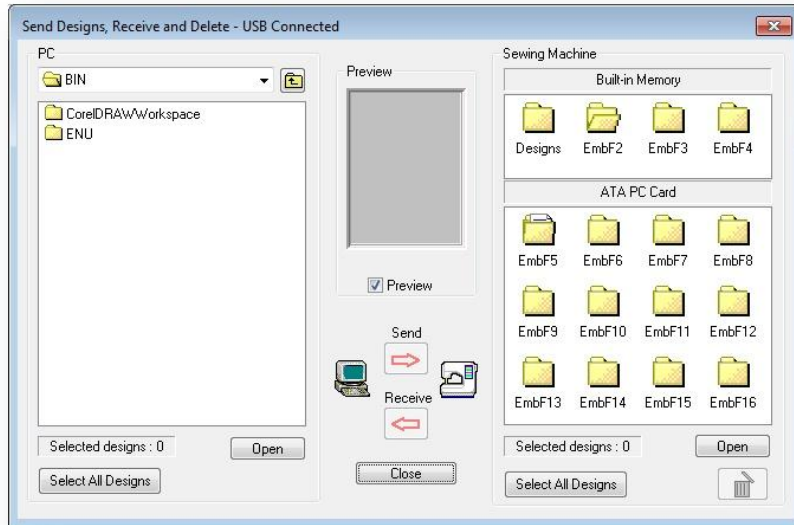 Send Designs, Receive and Delete - USB Connected
PC
BIN
CorelDRAWWorkspace
ENU
Selected designs : 0
Open
Select All Designs
Preview
Preview
Send
Receive
Close
Sewing Machine
Built-in Memory
Designs EmbF2 EmbF3 EmbF4
ATA PC Card
EmbF5 EmbF6 EmbF7 EmbF8
EmbF9 EmbF10 EmbF11 EmbF12
EmbF13 EmbF14 EmbF15 EmbF16
Selected designs : 0
Open
Select All Designs